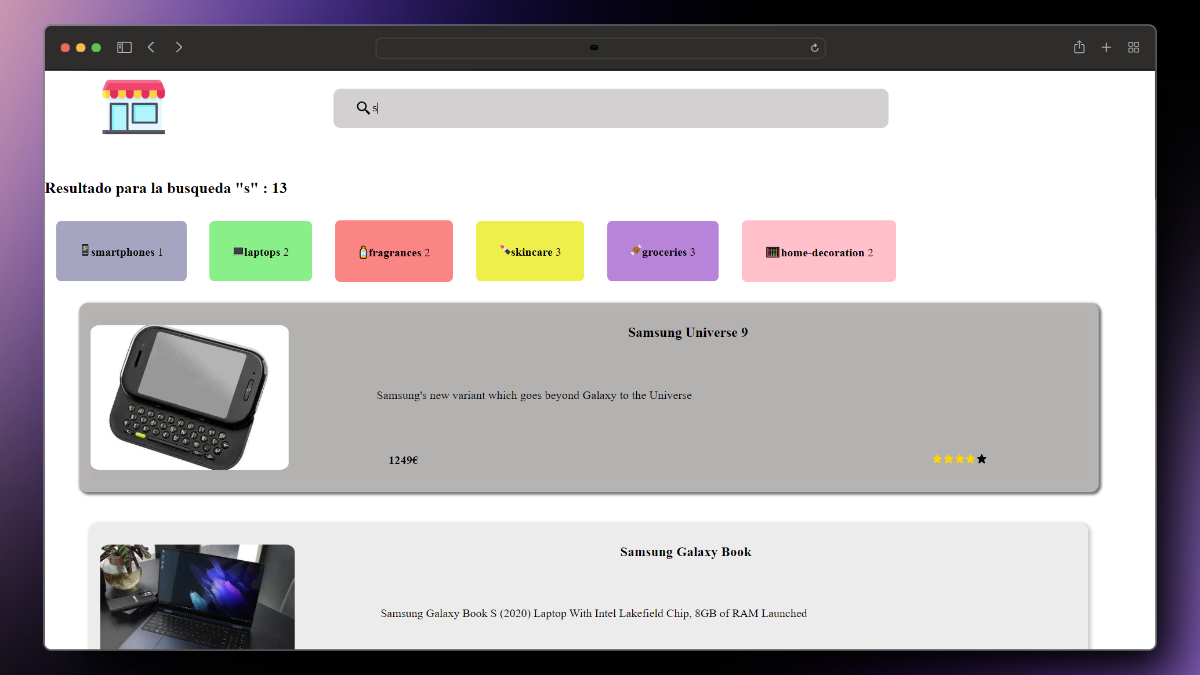 s
Resultado para la busqueda "s" : 13
smartphones 1
laptops 2
fragrances 2
skincare 3
groceries 3
home-decoration 2
Samsung Universe 9
Samsung's new variant which goes beyond Galaxy to the Universe
1249€
Samsung Galaxy Book
Samsung Galaxy Book S (2020) Laptop With Intel Lakefield Chip, 8GB of RAM Launched